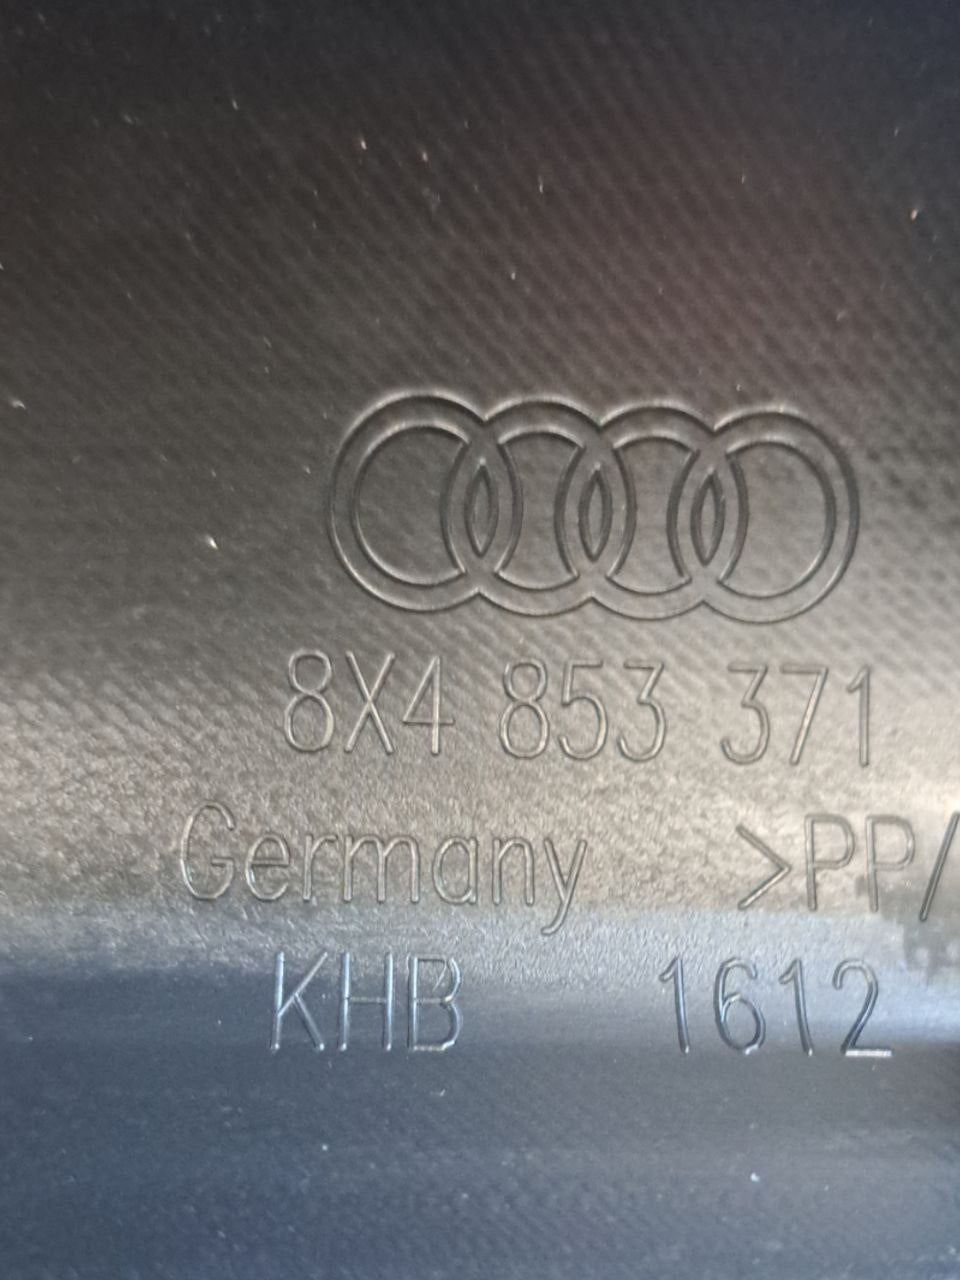 8X4 853 371
Germany >PP/
KHB 1612